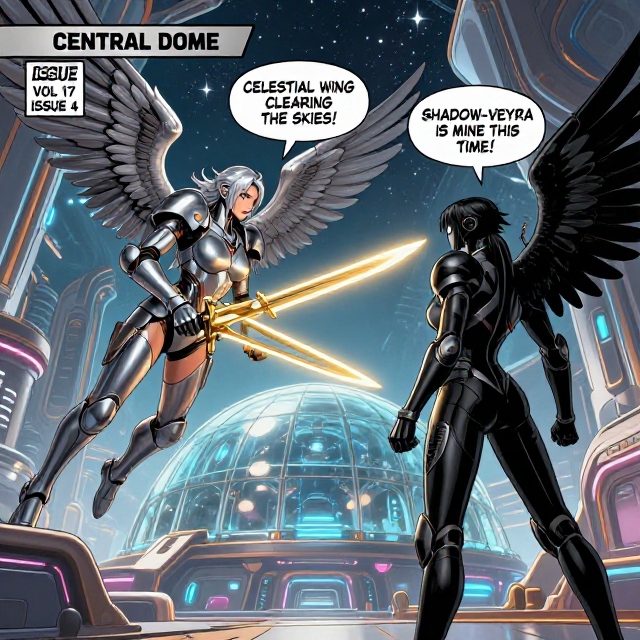 CENTRAL DOME
ISSUE
VOL 17
ISSUE 4
CELESTIAL WING
CLEARING
THE SKIES!
SHADOW-VEYRA
IS MINE THIS
TIME!